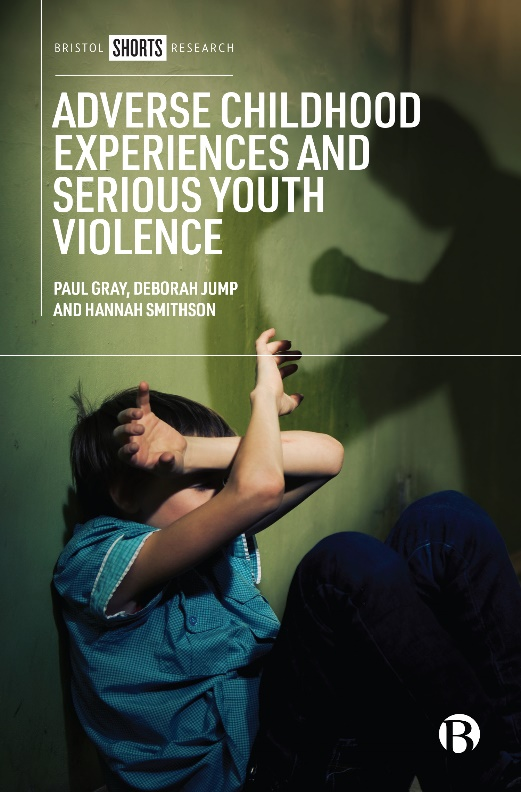 BRISTOL SHORTS RESEARCH
ADVERSE CHILDHOOD
EXPERIENCES AND
SERIOUS YOUTH
VIOLENCE
PAUL GRAY, DEBORAH JUMP
AND HANNAH SMITHSON
B